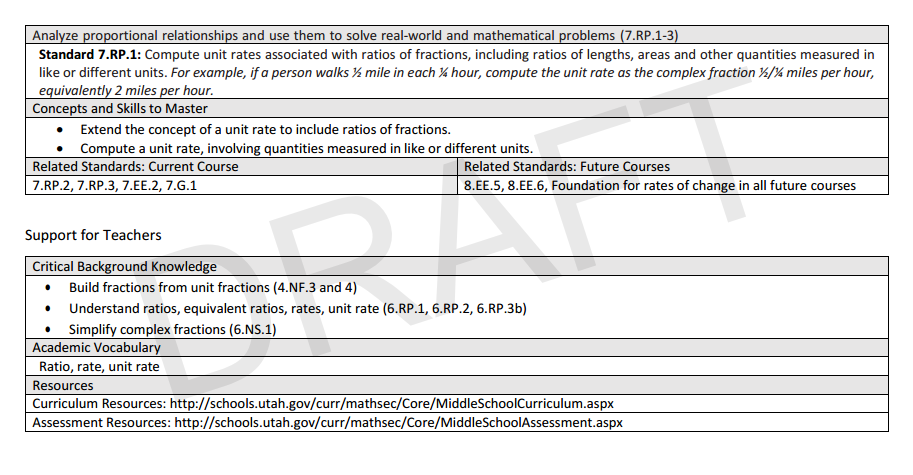 Analyze proportional relationships and use them to solve real-world and mathematical problems (7.RP.1-3)
Standard 7.RP.1: Compute unit rates associated with ratios of fractions, including ratios of lengths, areas and other quantities measured in
like or different units. For example, if a person walks ½ mile in each ¼ hour, compute the unit rate as the complex fraction ½/¼ miles per hour,
equivalently 2 miles per hour.
Concepts and Skills to Master
• Extend the concept of a unit rate to include ratios of fractions.
• Compute a unit rate, involving quantities measured in like or different units.
Related Standards: Current Course
Related Standards: Future Courses
7.RP.2, 7.RP.3, 7.EE.2, 7.G.1
8.EE.5, 8.EE.6, Foundation for rates of change in all future courses
DRAFT
Support for Teachers
Critical Background Knowledge
• Build fractions from unit fractions (4.NF.3 and 4)
• Understand ratios, equivalent ratios, rates, unit rate (6.RP.1, 6.RP.2, 6.RP.3b)
• Simplify complex fractions (6.NS.1)
Academic Vocabulary
Ratio, rate, unit rate
Resources
Curriculum Resources: http://schools.utah.gov/curr/mathsec/Core/MiddleSchoolCurriculum.aspx
Assessment Resources: http://schools.utah.gov/curr/mathsec/Core/MiddleSchoolAssessment.aspx